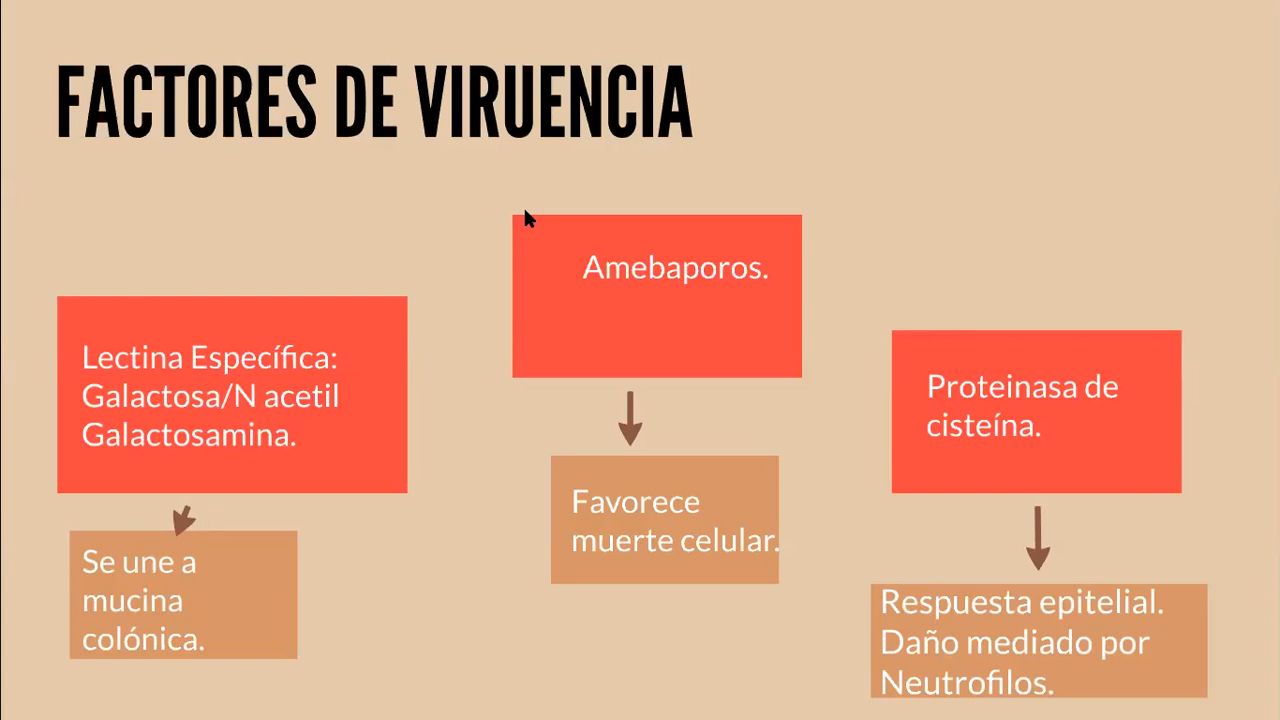 FACTORES DE VIRUENCIA
Lectina Específica:
Galactosa/N acetil
Galactosamina.
Se une a
mucina
colónica.
Amebaporos.
Favorece
muerte celular.
Proteinasa de
cisteína.
Respuesta epitelial.
Daño mediado por
Neutrofilos.